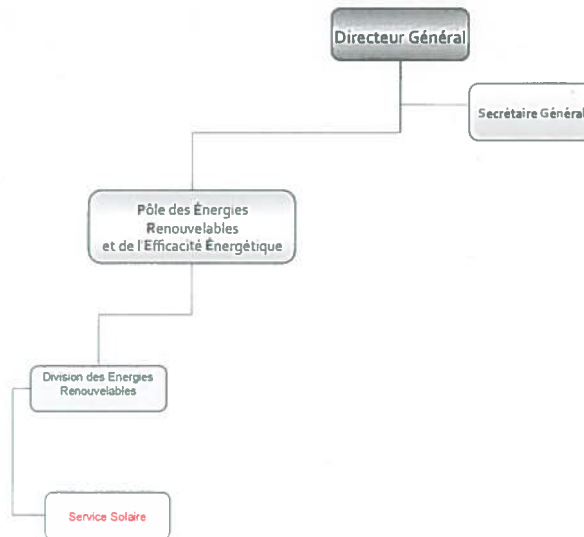 Directeur Général
Secrétaire Général
Pôle des Énergies
Renouvelables
et de l'Efficacité Énergétique
Division des Energies
Renouvelables
Service Solaire